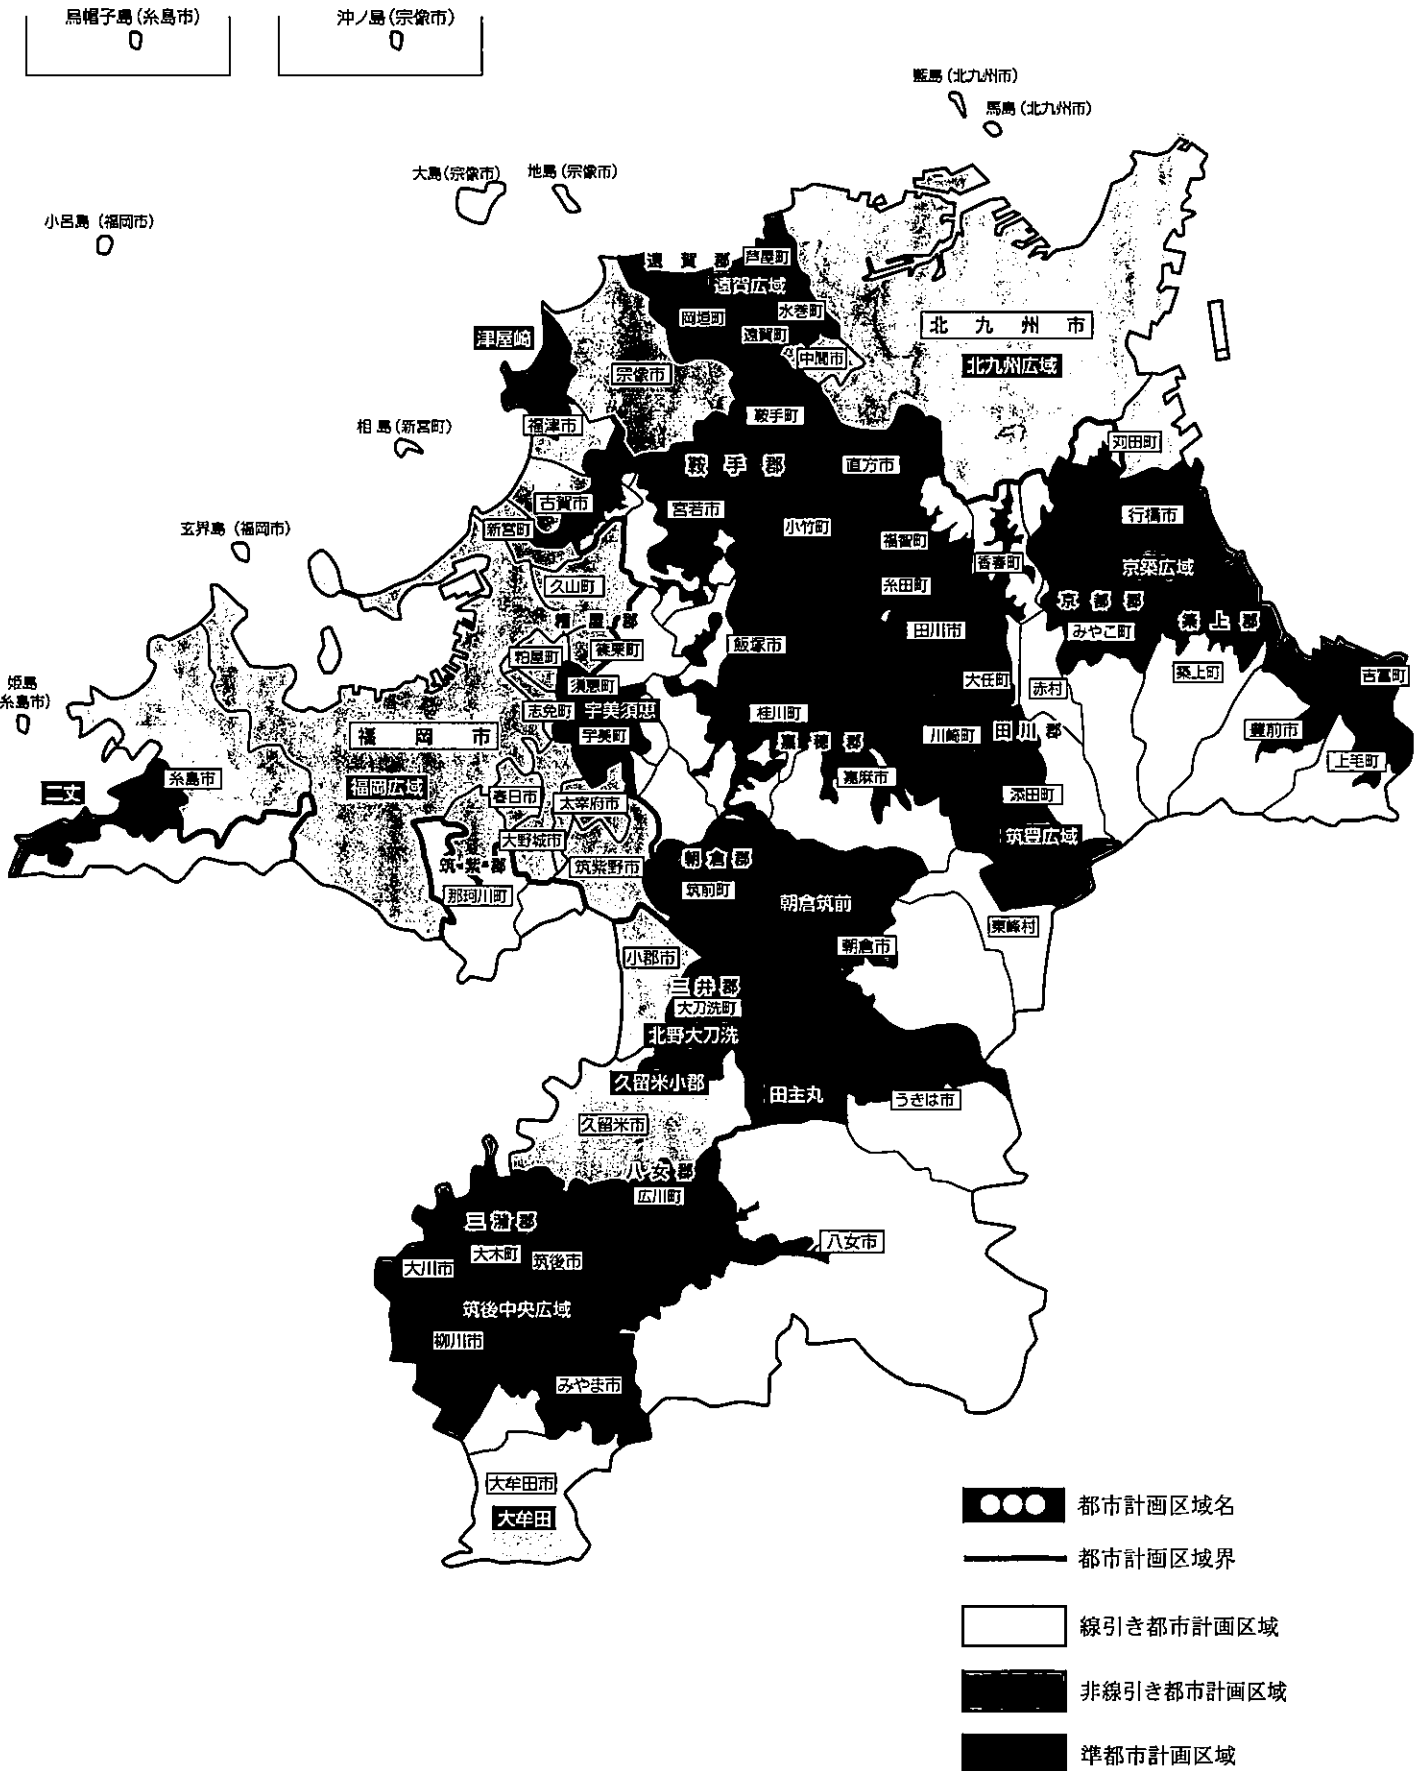 烏帽子島(糸島市)
沖ノ島(宗像市)
藍島(北九州市)
馬島(北九州市)
大島(宗像市)
地島(宗像市)
小呂島(福岡市)
遠賀郡
芦屋町
遠賀広域
水巻町
岡垣町
遠賀町
北九州市
津屋崎
中間市
北九州広域
宗像市
鞍手町
福津市
相島(新宮町)
苅田町
鞍手郡
直方市
古賀市
宮若市
行橋市
新宮町
小竹町
玄界島(福岡市)
福智町
香春町
京築広域
久山町
糸田町
京都郡
糟屋郡
築上郡
田川市
みやこ町
篠栗町
飯塚市
粕屋町
築上町
吉富町
姫島
糸島市)
須恵町
大任町
赤村
志免町
宇美須恵
桂川町
福岡市
宇美町
嘉穂郡
川崎町
田川郡
豊前市
上毛町
糸島市
嘉麻市
二丈
福岡広域
春日市
太宰府市
添田町
大野城市
筑豊広域
筑紫郡
筑紫野市
朝倉郡
那珂川町
筑前町
朝倉筑前
東峰村
朝倉市
小郡市
三井郡
大刀洗町
北野大刀洗
久留米小郡
田主丸
うきは市
久留米市
八女郡
広川町
三潴郡
八女市
大木町
筑後市
大川市
筑後中央広域
柳川市
みやま市
大牟田市
大牟田
○○○ 都市計画区域名
都市計画区域界
線引き都市計画区域
非線引き都市計画区域
準都市計画区域